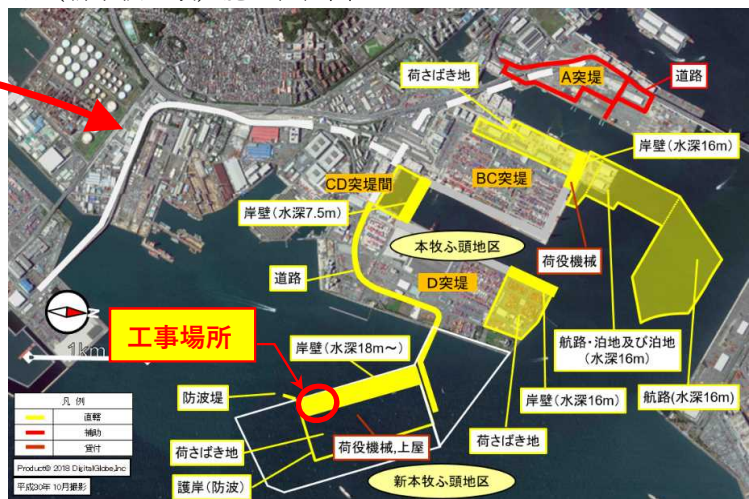 荷さばき地
A突堤
道路
岸壁(水深16m)
CD突堤間
BC突堤
岸壁(水深7.5m)
本牧ふ頭地区
荷役機械
道路
D突堤
N
1km
工事場所
岸壁(水深18m～)
航路・泊地及び泊地
(水深16m)
防波堤
岸壁(水深16m)
航路(水深16m)
凡例
直轄
補助
貸付
荷さばき地
荷役機械,上屋
荷さばき地
護岸(防波)
新本牧ふ頭地区
Product© 2018 DigitalGlobe,Inc
平成30年 10月撮影